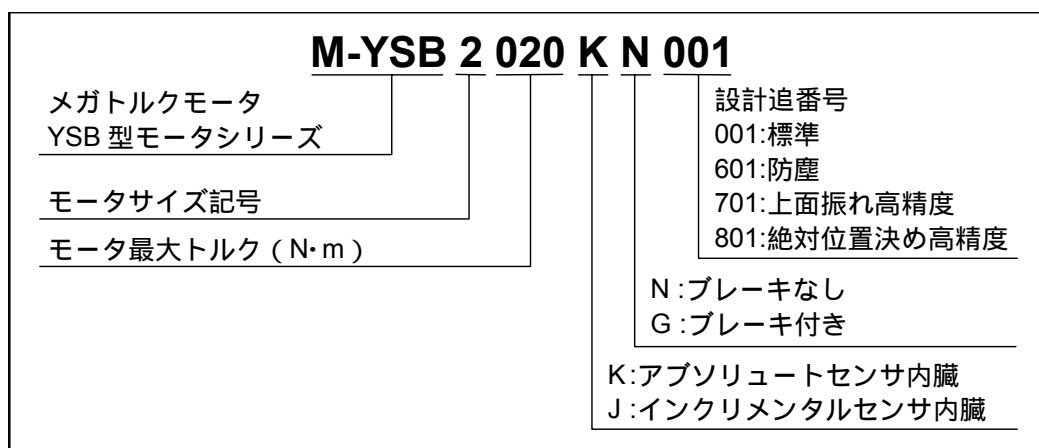 M-YSB 2 020 K N 001
メガトルクモータ
YSB 型モータシリーズ
モータサイズ記号
モータ最大トルク ( N･m )
設計追番号
001:標準
601:防塵
701:上面振れ高精度
801:絶対位置決め高精度
N :ブレーキなし
G :ブレーキ付き
K:アブソリュートセンサ内臓
J :インクリメンタルセンサ内臓